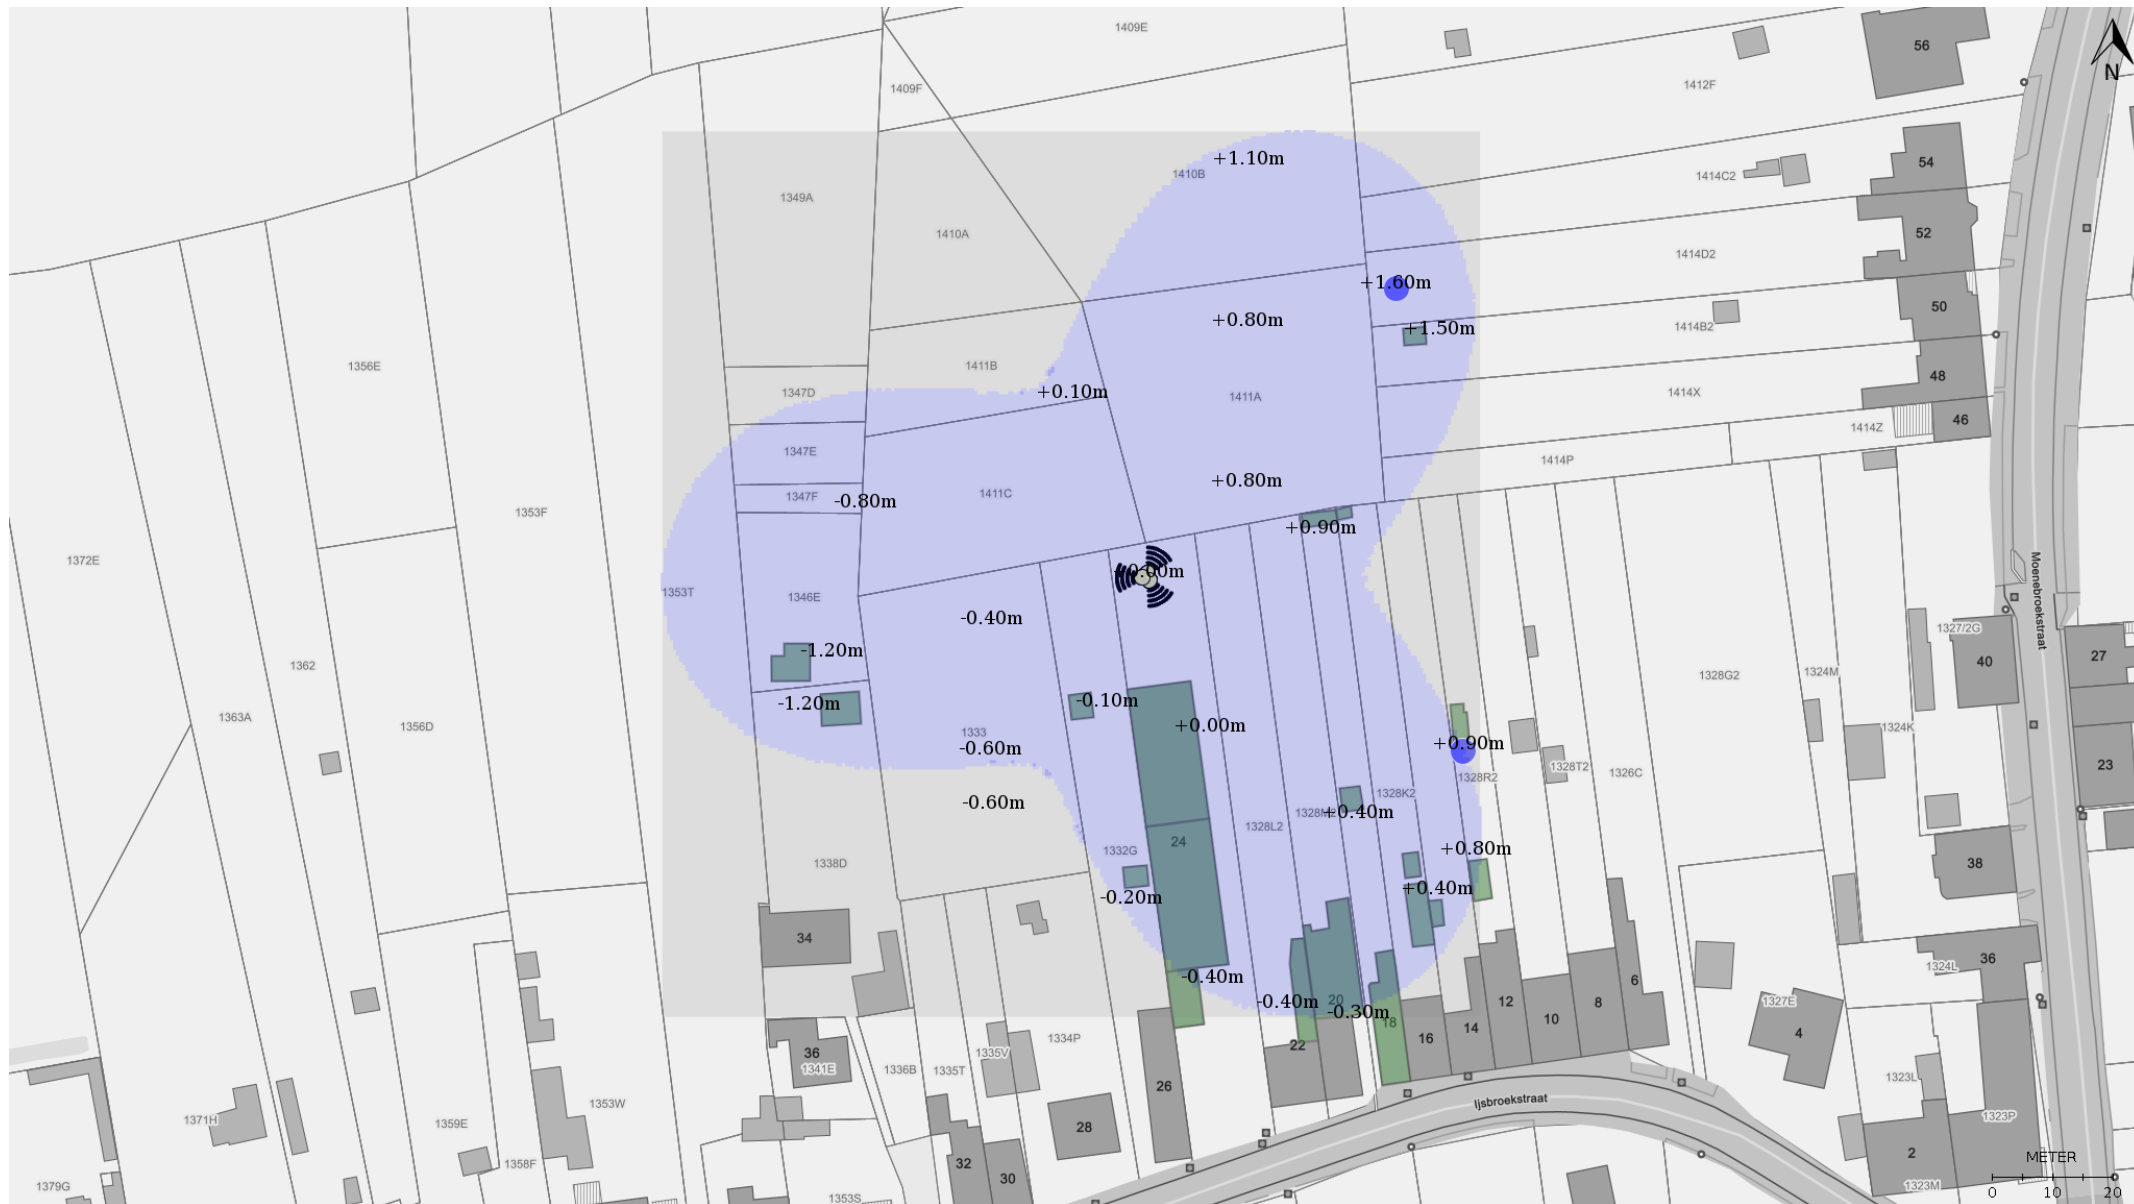 1409E
56
N
1412F
1409F
54
1414C2
+1.10m
1410B
1349A
52
1410A
1414D2
+1.60m
50
+0.80m
+1.50m
1414B2
1356E
1411B
48
+0.10m
1347D
1411A
1414X
46
1414Z
1347E
1414P
+0.80m
-0.80m
1347F
1411C
1353F
+0.90m
1372E
Moenebroekstraat
1353T
1346E
-0.40m
1327/2G
40
27
-1.20m
1362
1328G2
1324M
-1.20m
-0.10m
1363A
1356D
+0.00m
1324K
1333
-0.60m
+0.90m
23
1328T2
1326C
1328R2
1328K2
-0.60m
+0.40m
1328L2
24
+0.80m
1332G
1338D
38
+0.40m
-0.20m
34
36
1324L
-0.40m
6
20
-0.40m
12
8
-0.30m
1327E
18
10
14
4
1334P
16
22
36
1335V
1341E
1336B
1335T
1323L
26
Ijsbroekstraat
1353W
1371H
1359E
28
1323P
2
METER
32
1358F
30
1379G
1353S
1323M
0 10 20